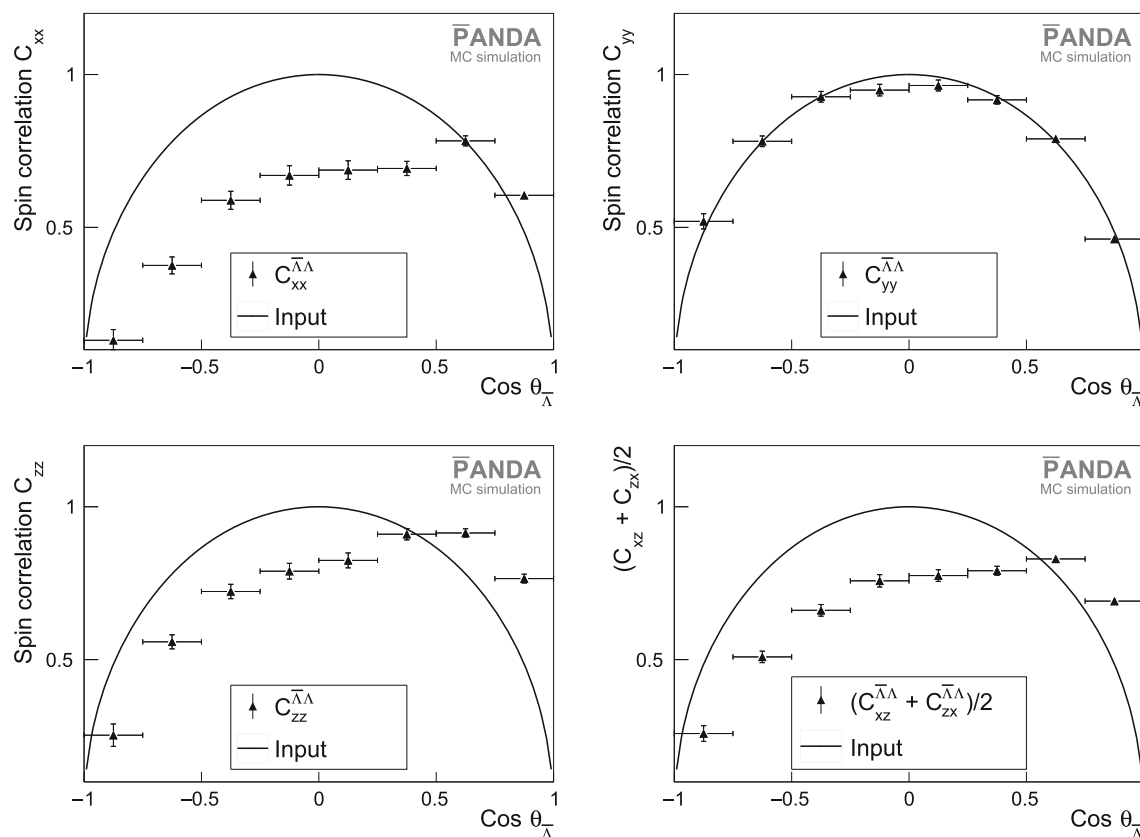 Spin correlation C_xx
P̅ANDA
MC simulation
1
0.5
C_xx^Λ̅Λ
Input
−1 −0.5 0 0.5 1
Cos θ_Λ̅
Spin correlation C_yy
P̅ANDA
MC simulation
1
0.5
C_yy^Λ̅Λ
Input
−1 −0.5 0 0.5
Cos θ_Λ̅
Spin correlation C_zz
P̅ANDA
MC simulation
1
0.5
C_zz^Λ̅Λ
Input
−1 −0.5 0 0.5 1
Cos θ_Λ̅
(C_xz + C_zx)/2
P̅ANDA
MC simulation
1
0.5
(C_xz^Λ̅Λ + C_zx^Λ̅Λ)/2
Input
−1 −0.5 0 0.5
Cos θ_Λ̅